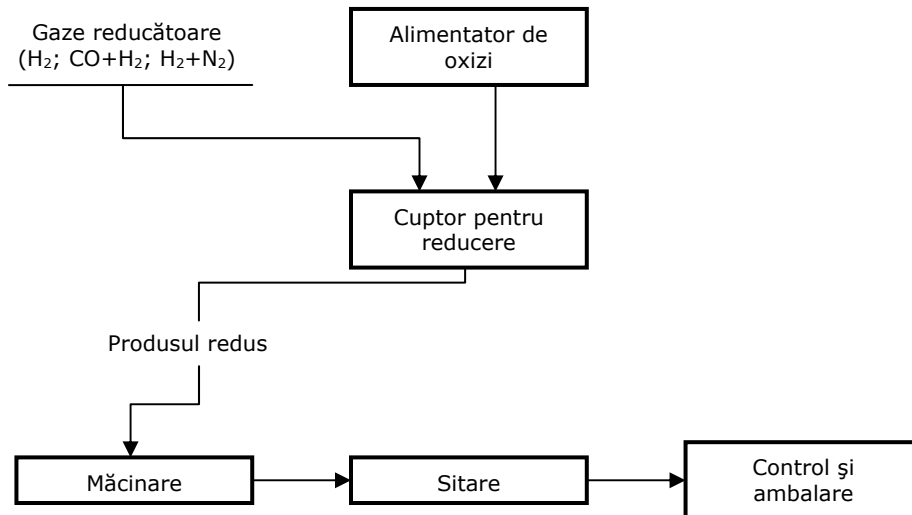 Gaze reducătoare
(H₂; CO+H₂; H₂+N₂)
Alimentator de
oxizi
Cuptor pentru
reducere
Produsul redus
Măcinare
Sitare
Control şi
ambalare